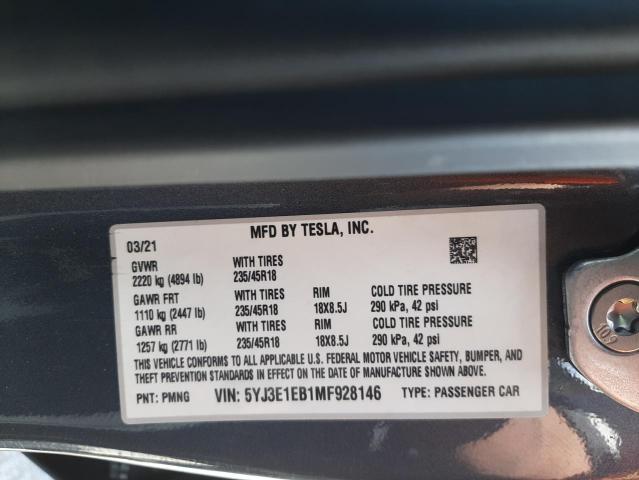 MFD BY TESLA, INC.
03/21
GVWR WITH TIRES
2220 kg (4894 lb) 235/45R18
GAWR FRT WITH TIRES RIM COLD TIRE PRESSURE
1110 kg (2447 lb) 235/45R18 18X8.5J 290 kPa, 42 psi
GAWR RR WITH TIRES RIM COLD TIRE PRESSURE
1257 kg (2771 lb) 235/45R18 18X8.5J 290 kPa, 42 psi
THIS VEHICLE CONFORMS TO ALL APPLICABLE U.S. FEDERAL MOTOR VEHICLE SAFETY, BUMPER, AND
THEFT PREVENTION STANDARDS IN EFFECT ON THE DATE OF MANUFACTURE SHOWN ABOVE.
PNT: PMNG VIN: 5YJ3E1EB1MF928146 TYPE: PASSENGER CAR